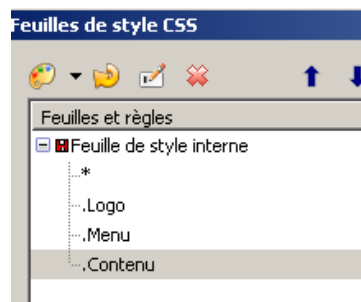 Feuilles de style CSS
Feuilles et règles
Feuille de style interne
*
.Logo
.Menu
.Contenu